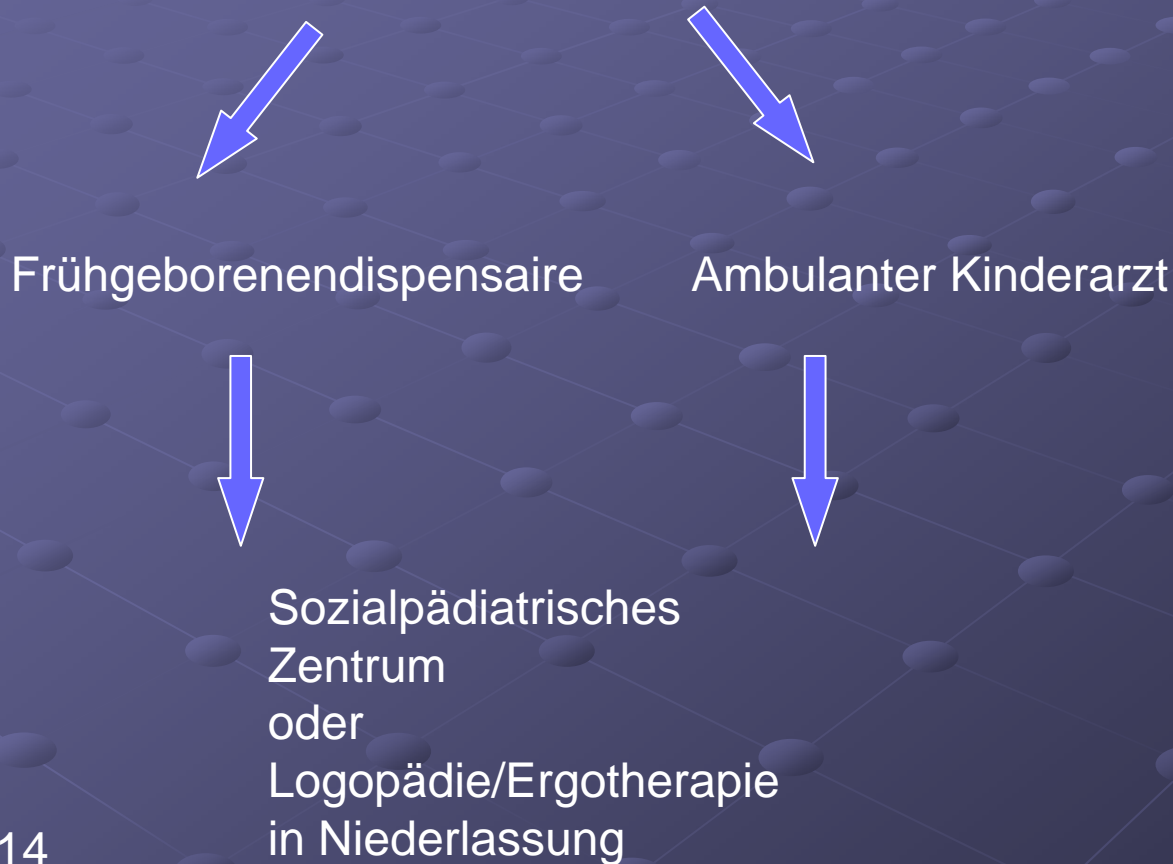 Frühgeborenendispensaire
Ambulanter Kinderarzt
Sozialpädiatrisches
Zentrum
oder
Logopädie/Ergotherapie
in Niederlassung
14